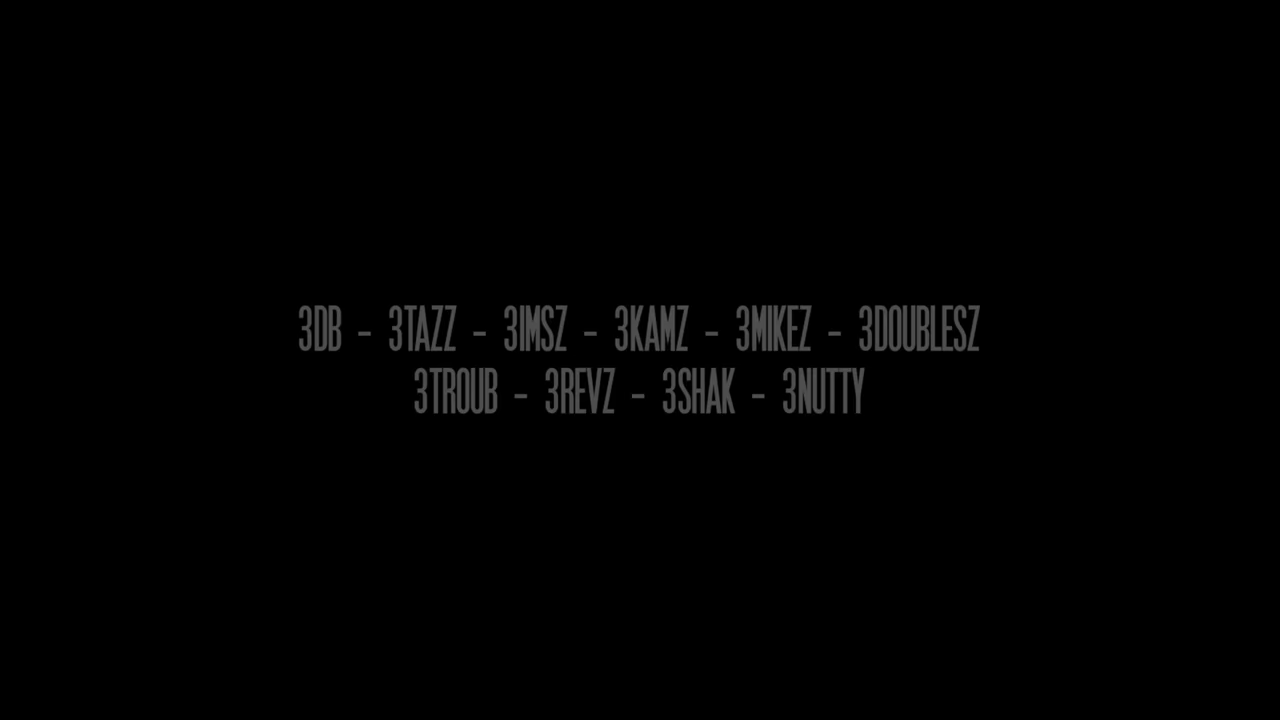 3DB - 3TAZZ - 3IMSZ - 3KAMZ - 3MIKEZ - 3DOUBLESZ
3TROUB - 3REVZ - 3SHAK - 3NUTTY